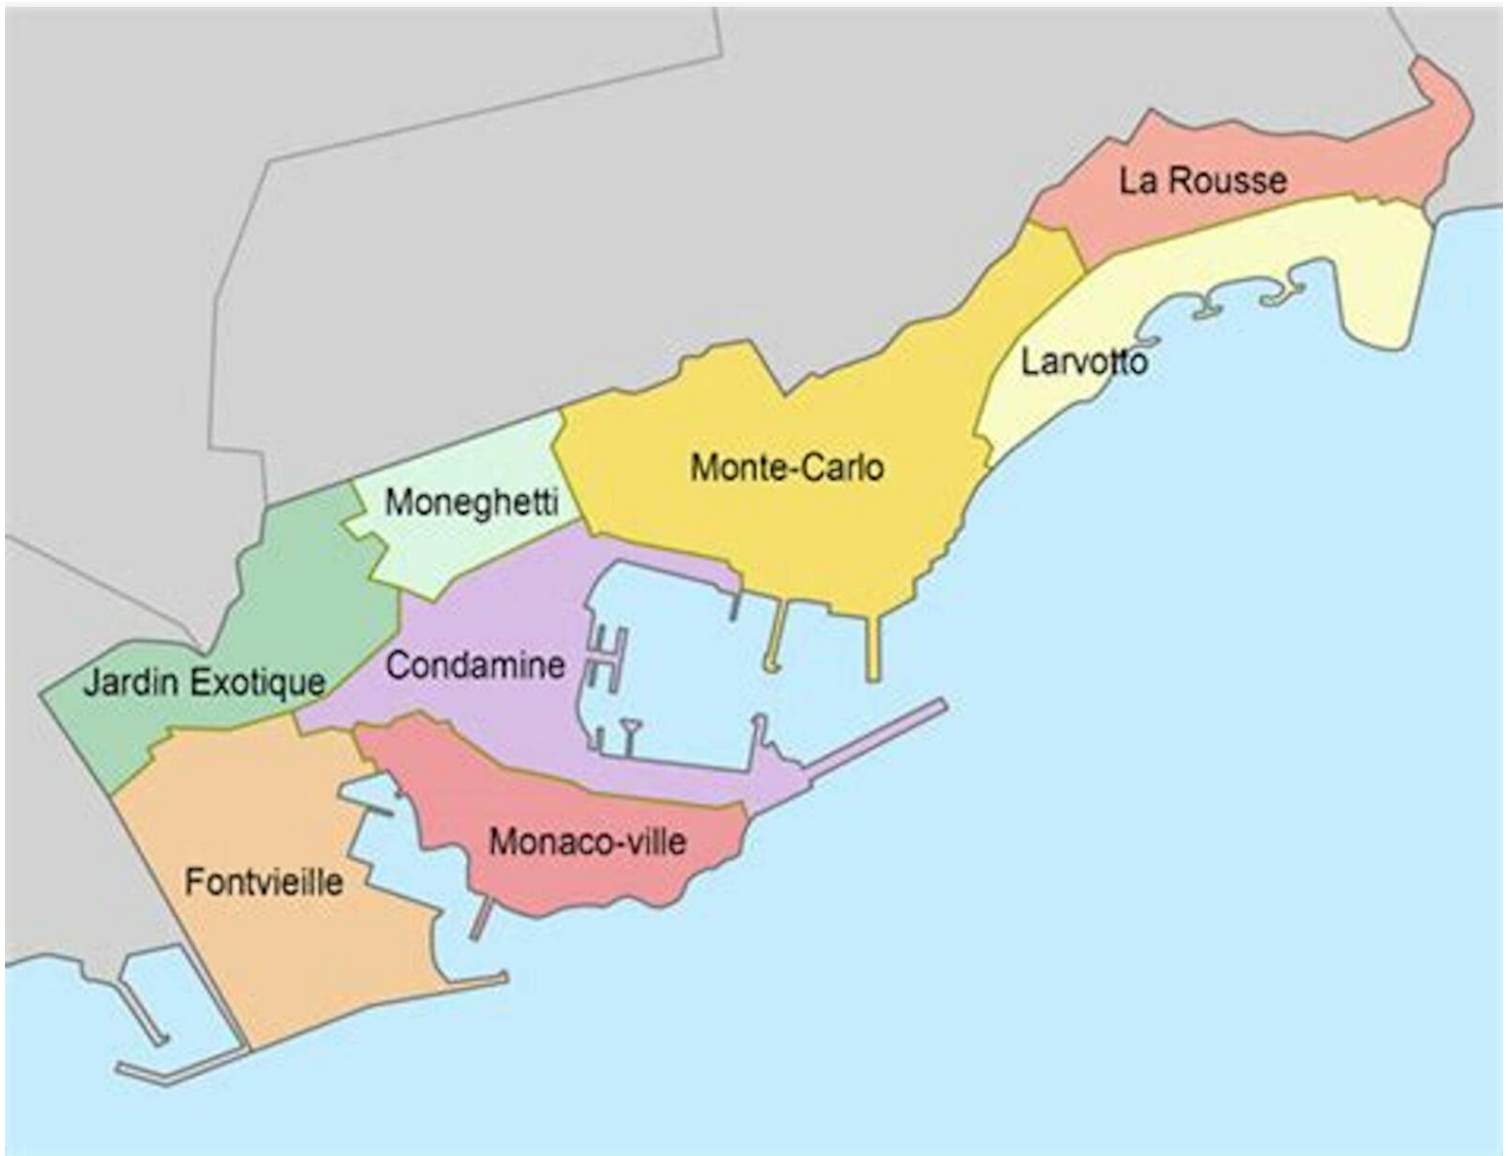 La Rousse
Larvotto
Monte-Carlo
Moneghetti
Condamine
Jardin Exotique
Monaco-ville
Fontvieille